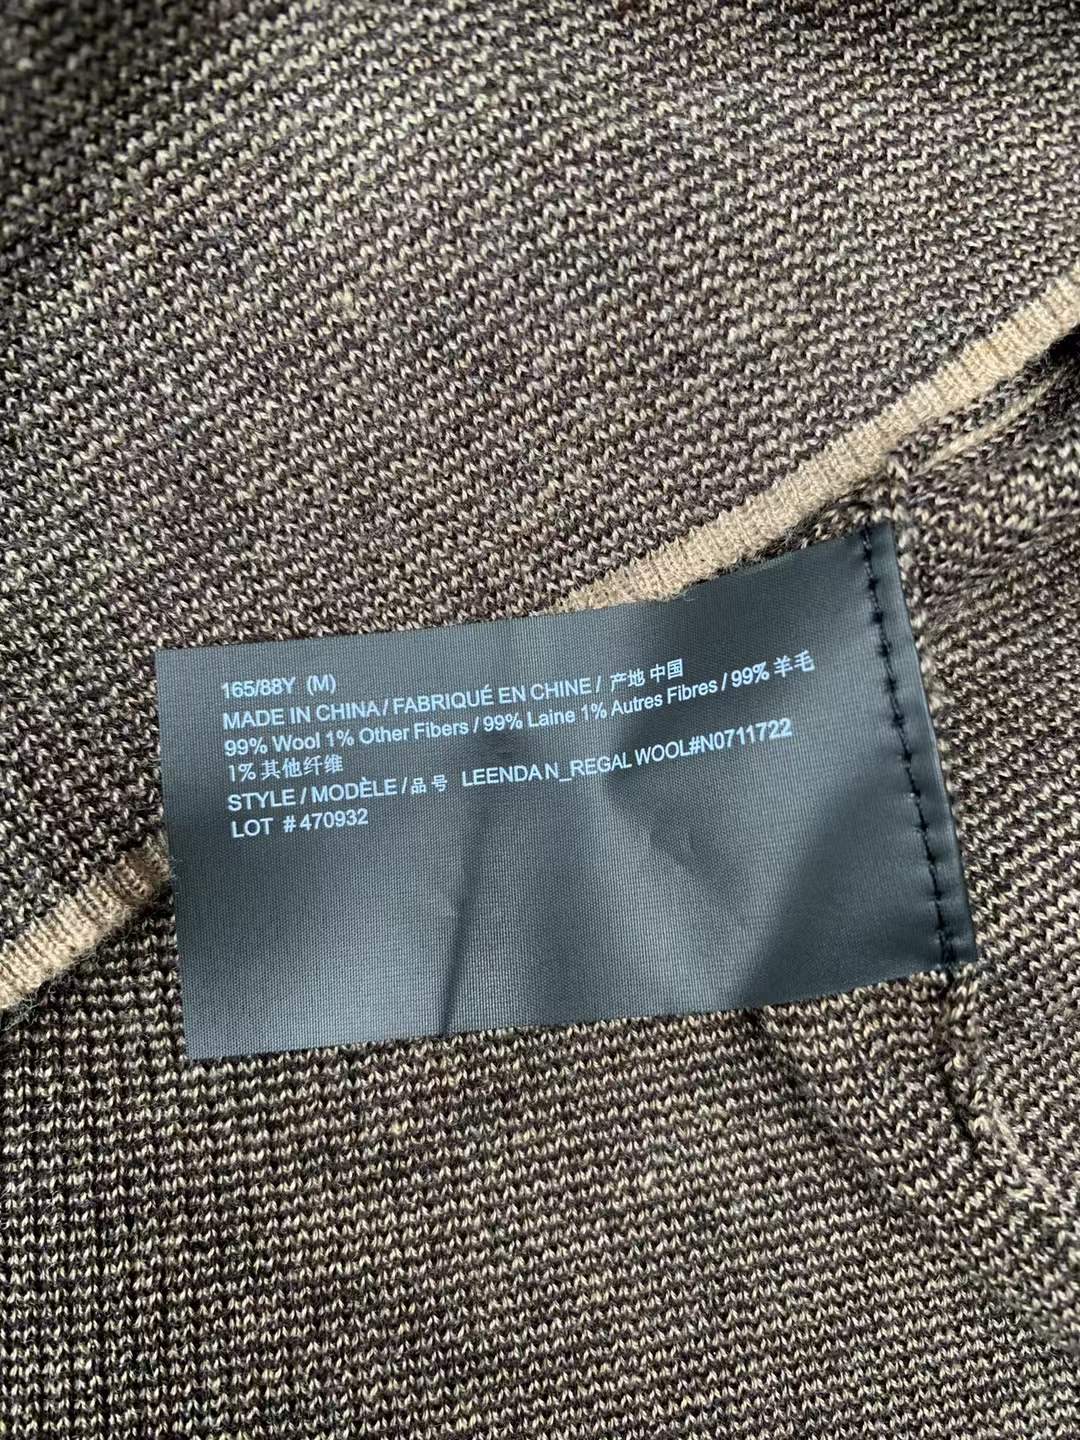 165/88Y (M)
MADE IN CHINA / FABRIQUÉ EN CHINE / 产地 中国
99% Wool 1% Other Fibers / 99% Laine 1% Autres Fibres / 99% 羊毛
1% 其他纤维
STYLE / MODÈLE / 品号 LEENDA N_REGAL WOOL#N0711722
LOT # 470932